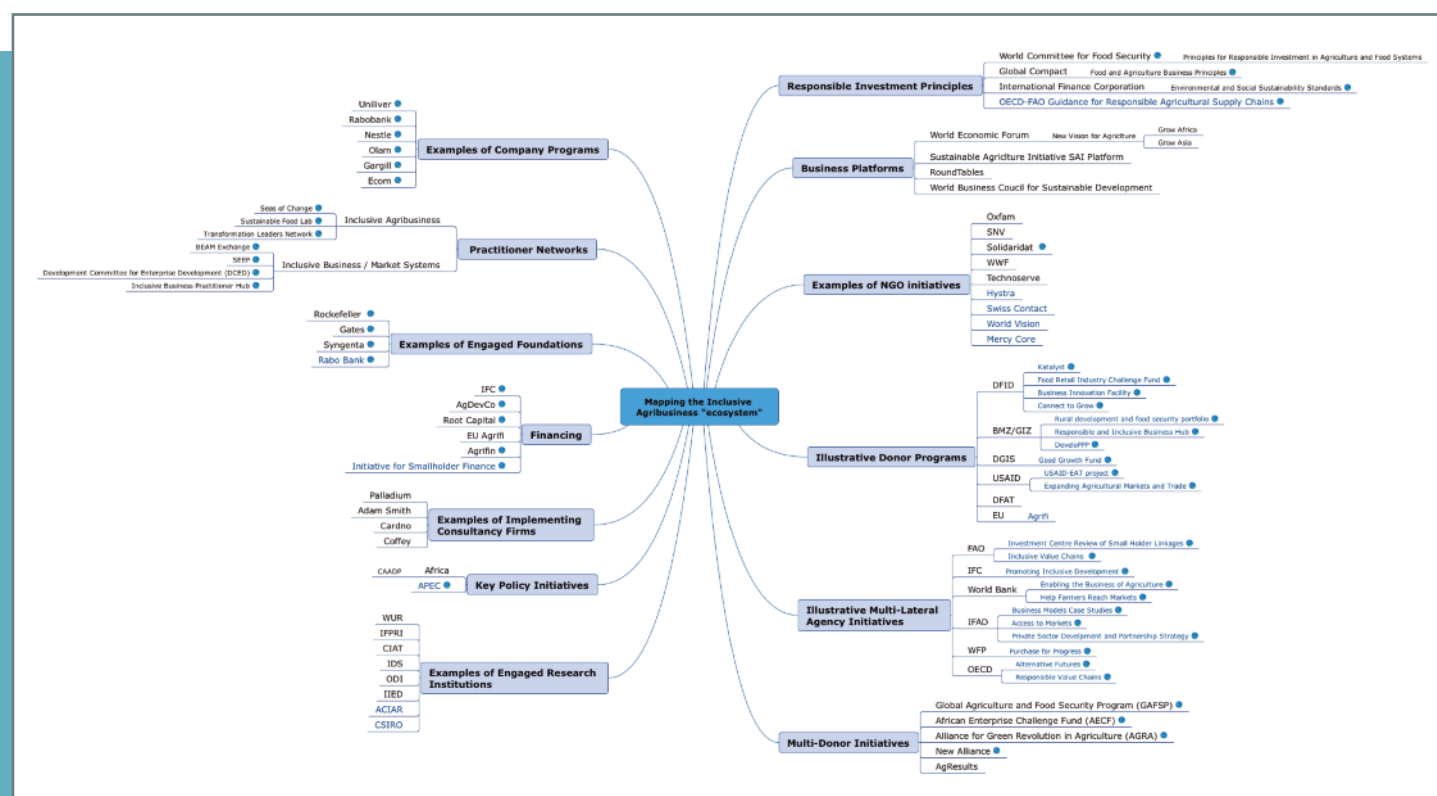 Mapping the Inclusive
Agribusiness "ecosystem"
Examples of Company Programs
Uniliver
Rabobank
Nestle
Olam
Gargill
Ecom
Practitioner Networks
Inclusive Agribusiness
Seas of Change
Sustainable Food Lab
Transformation Leaders Network
Inclusive Business / Market Systems
BEAM Exchange
SEEP
Development Committee for Enterprise Development (DCED)
Inclusive Business Practitioner Hub
Examples of Engaged Foundations
Rockefeller
Gates
Syngenta
Rabo Bank
Financing
IFC
AgDevCo
Root Capital
EU Agrifi
Agrifin
Initiative for Smallholder Finance
Examples of Implementing
Consultancy Firms
Palladium
Adam Smith
Cardno
Coffey
Key Policy Initiatives
Africa
CAADP
APEC
Examples of Engaged Research
Institutions
WUR
IFPRI
CIAT
IDS
ODI
IIED
ACIAR
CSIRO
Responsible Investment Principles
World Committee for Food Security
Principles for Responsible Investment in Agriculture and Food Systems
Global Compact
Food and Agriculture Business Principles
International Finance Corporation
Environmental and Social Sustainability Standards
OECD-FAO Guidance for Responsible Agricultural Supply Chains
Business Platforms
World Economic Forum
New Vision for Agriclture
Grow Africa
Grow Asia
Sustainable Agriclture Initiative SAI Platform
RoundTables
World Business Coucil for Sustainable Development
Examples of NGO initiatives
Oxfam
SNV
Solidaridat
WWF
Technoserve
Hystra
Swiss Contact
World Vision
Mercy Core
Illustrative Donor Programs
DFID
Katalyst
Food Retail Industry Challenge Fund
Business Innovation Facility
Connect to Grow
BMZ/GIZ
Rural development and food security portfolio
Responsible and Inclusive Business Hub
DeveloPPP
DGIS
Good Growth Fund
USAID
USAID-EAT project
Expanding Agricultural Markets and Trade
DFAT
EU
Agrifi
Illustrative Multi-Lateral
Agency Initiatives
FAO
Investment Centre Review of Small Holder Linkages
Inclusive Value Chains
IFC
Promoting Inclusive Development
World Bank
Enabling the Business of Agriculture
Help Farmers Reach Markets
IFAD
Business Models Case Studies
Access to Markets
Private Sector Develpment and Partnership Strategy
WFP
Purchase for Progress
OECD
Alternative Futures
Responsible Value Chains
Multi-Donor Initiatives
Global Agriculture and Food Security Program (GAFSP)
African Enterprise Challenge Fund (AECF)
Alliance for Green Revolution in Agriculture (AGRA)
New Alliance
AgResults